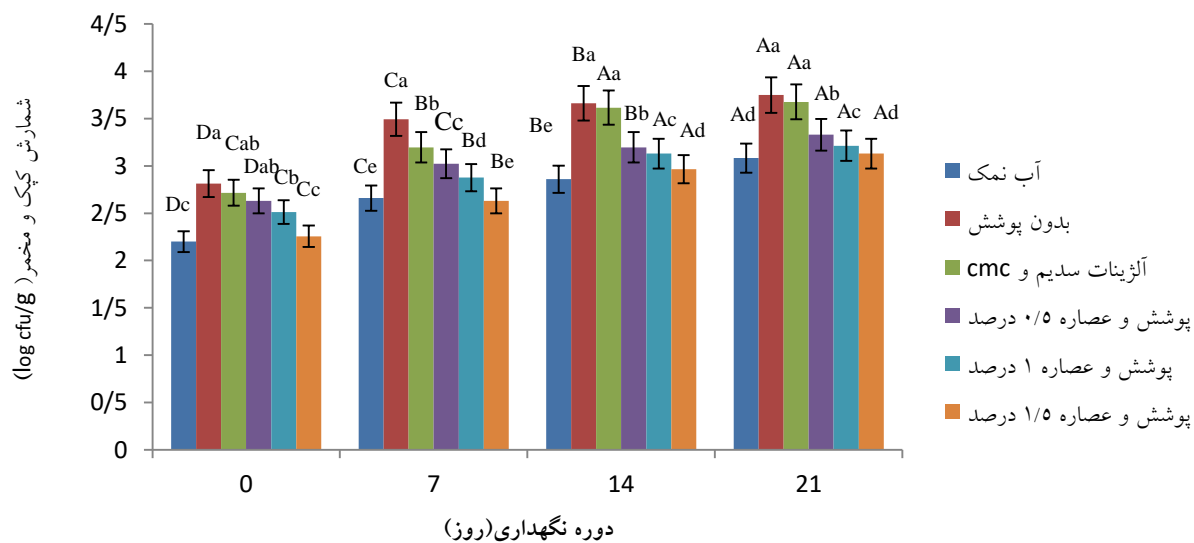 شمارش کپک و مخمر( log cfu/g)
4/5
4
3/5
3
2/5
2
1/5
1
0/5
0
Dc
Da
Cab
Dab
Cb
Cc
Ce
Ca
Bb
Cc
Bd
Be
Be
Ba
Aa
Bb
Ac
Ad
Ad
Aa
Aa
Ab
Ac
Ad
0 7 14 21
دوره نگهداری(روز)
آب نمک
بدون پوشش
آلژینات سدیم و cmc
پوشش و عصاره ۰/۵ درصد
پوشش و عصاره ۱ درصد
پوشش و عصاره ۱/۵ درصد